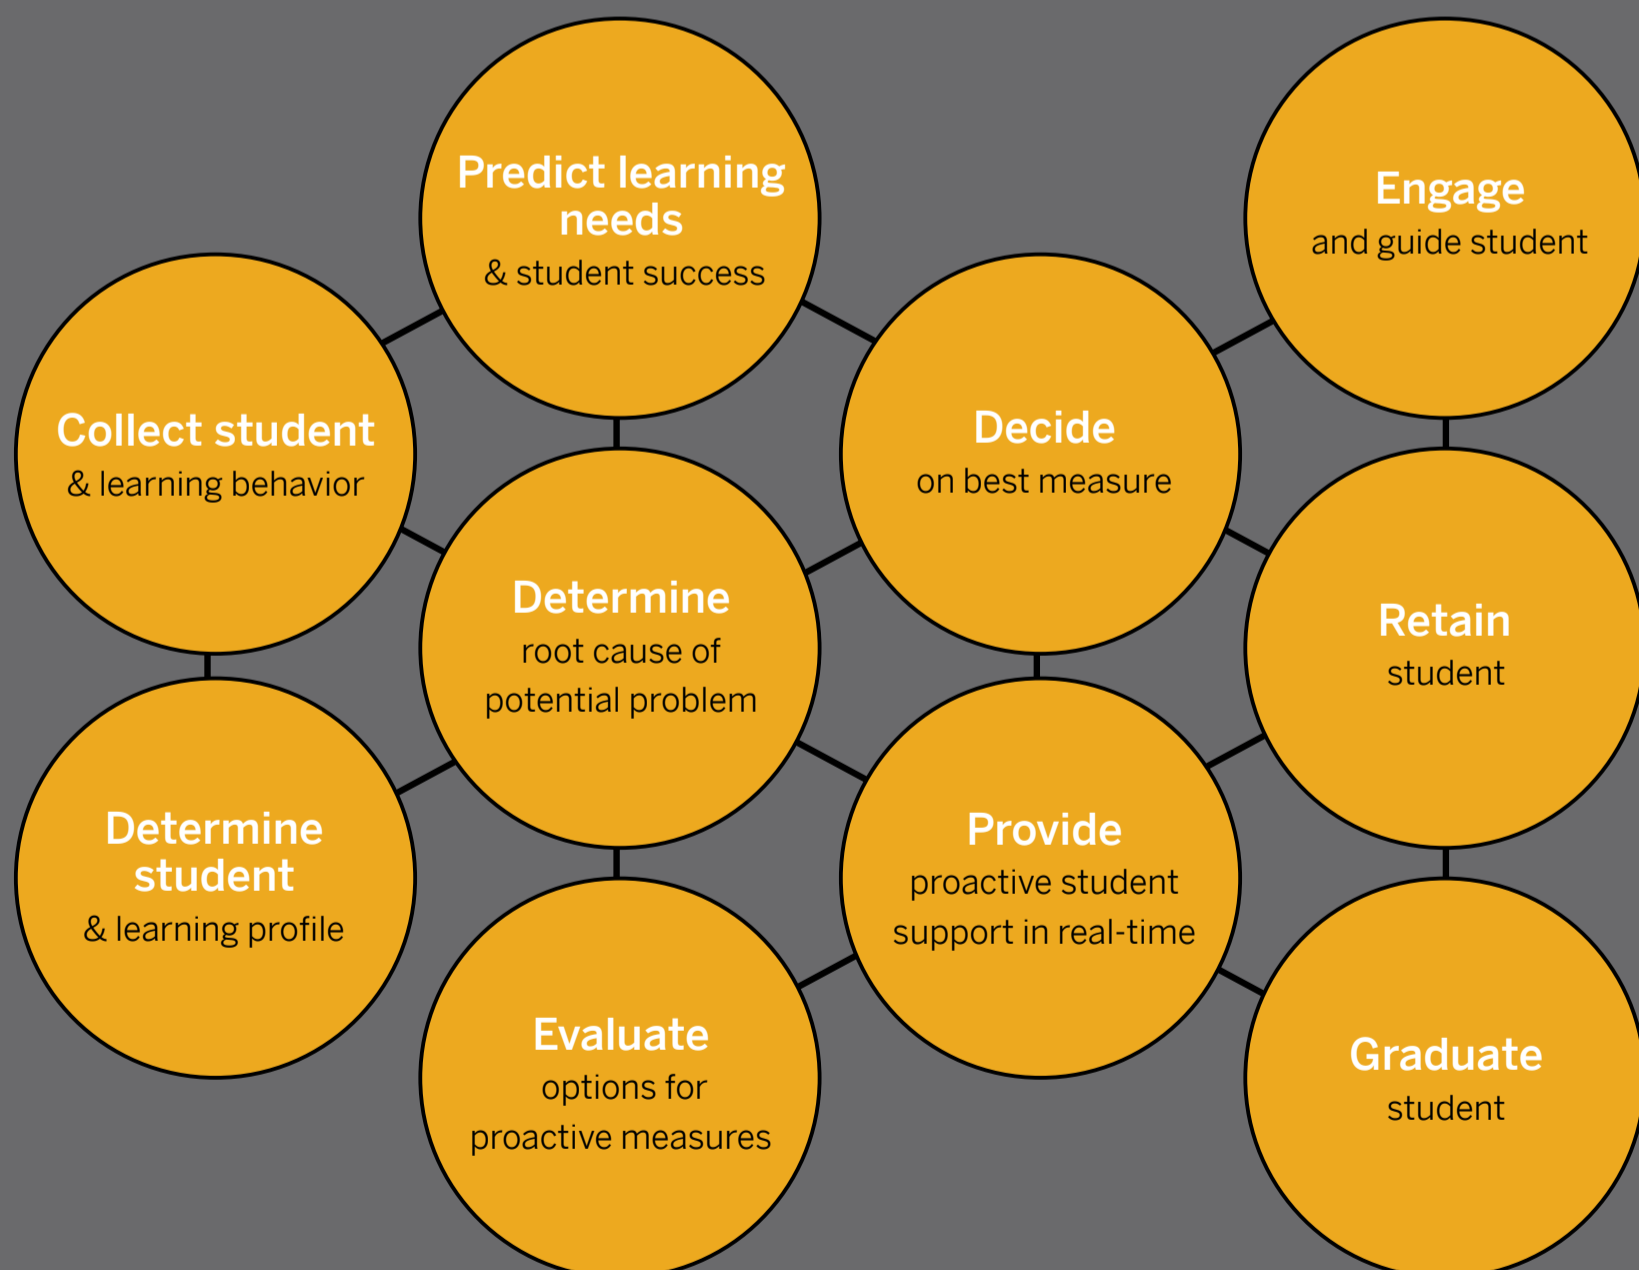 Collect student
& learning behavior
Determine
student
& learning profile
Predict learning
needs
& student success
Determine
root cause of
potential problem
Evaluate
options for
proactive measures
Decide
on best measure
Provide
proactive student
support in real-time
Engage
and guide student
Retain
student
Graduate
student